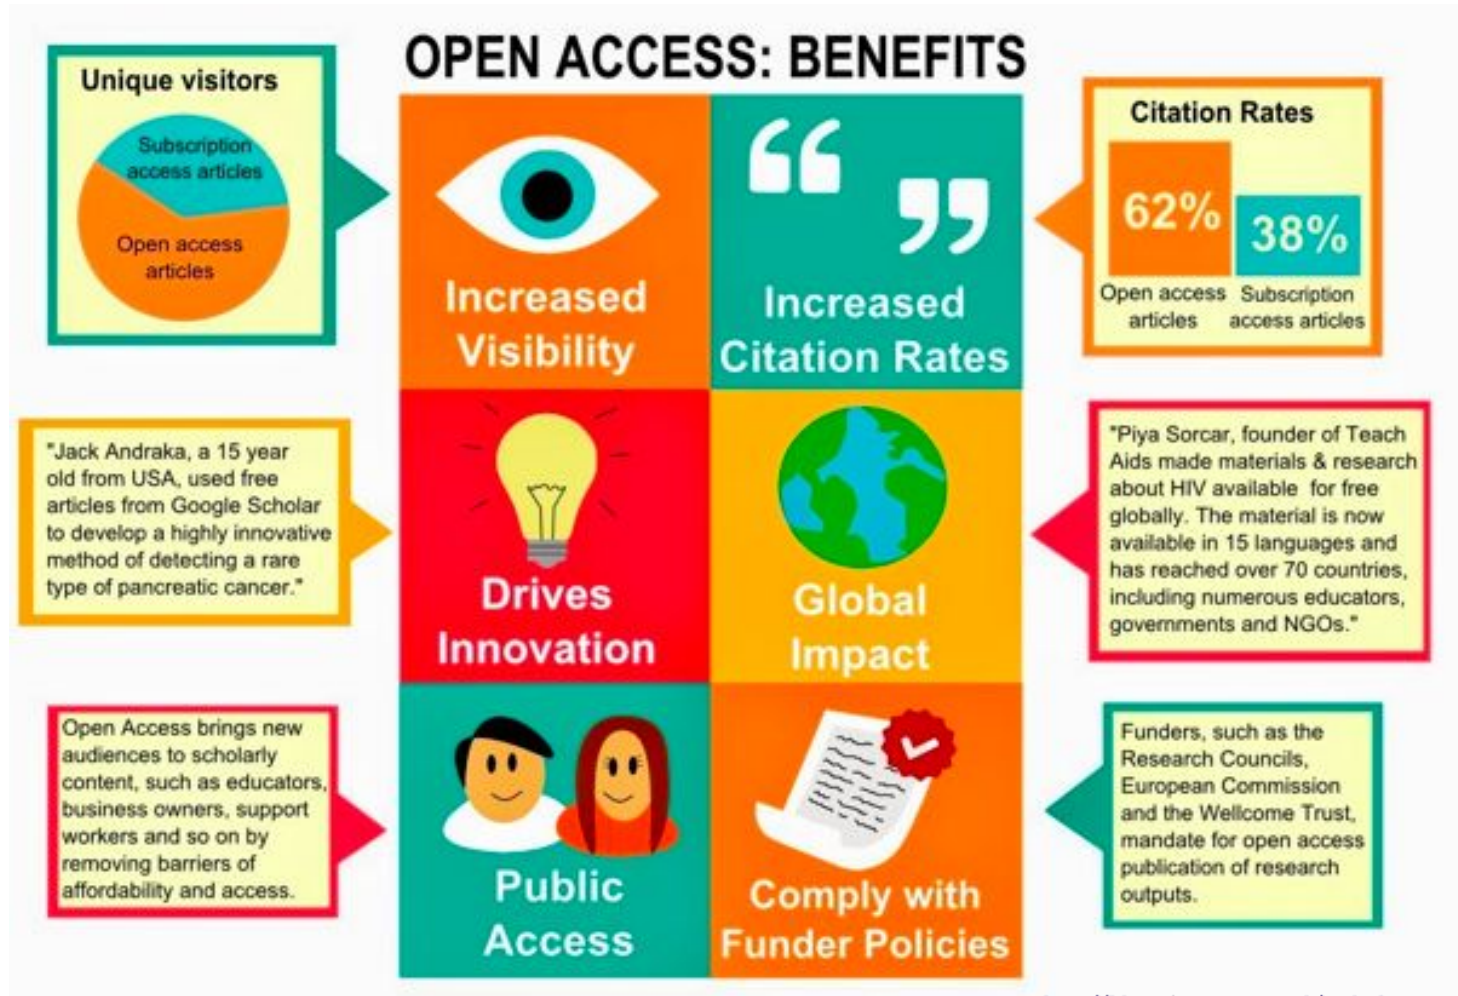 OPEN ACCESS: BENEFITS
Unique visitors
Subscription
access articles
Open access
articles
Increased
Visibility
Increased
Citation Rates
Citation Rates
62%
38%
Open access
articles
Subscription
access articles
"Jack Andraka, a 15 year
old from USA, used free
articles from Google Scholar
to develop a highly innovative
method of detecting a rare
type of pancreatic cancer."
Drives
Innovation
Global
Impact
"Piya Sorcar, founder of Teach
Aids made materials & research
about HIV available for free
globally. The material is now
available in 15 languages and
has reached over 70 countries,
including numerous educators,
governments and NGOs."
Open Access brings new
audiences to scholarly
content, such as educators,
business owners, support
workers and so on by
removing barriers of
affordability and access.
Public
Access
Comply with
Funder Policies
Funders, such as the
Research Councils,
European Commission
and the Wellcome Trust,
mandate for open access
publication of research
outputs.